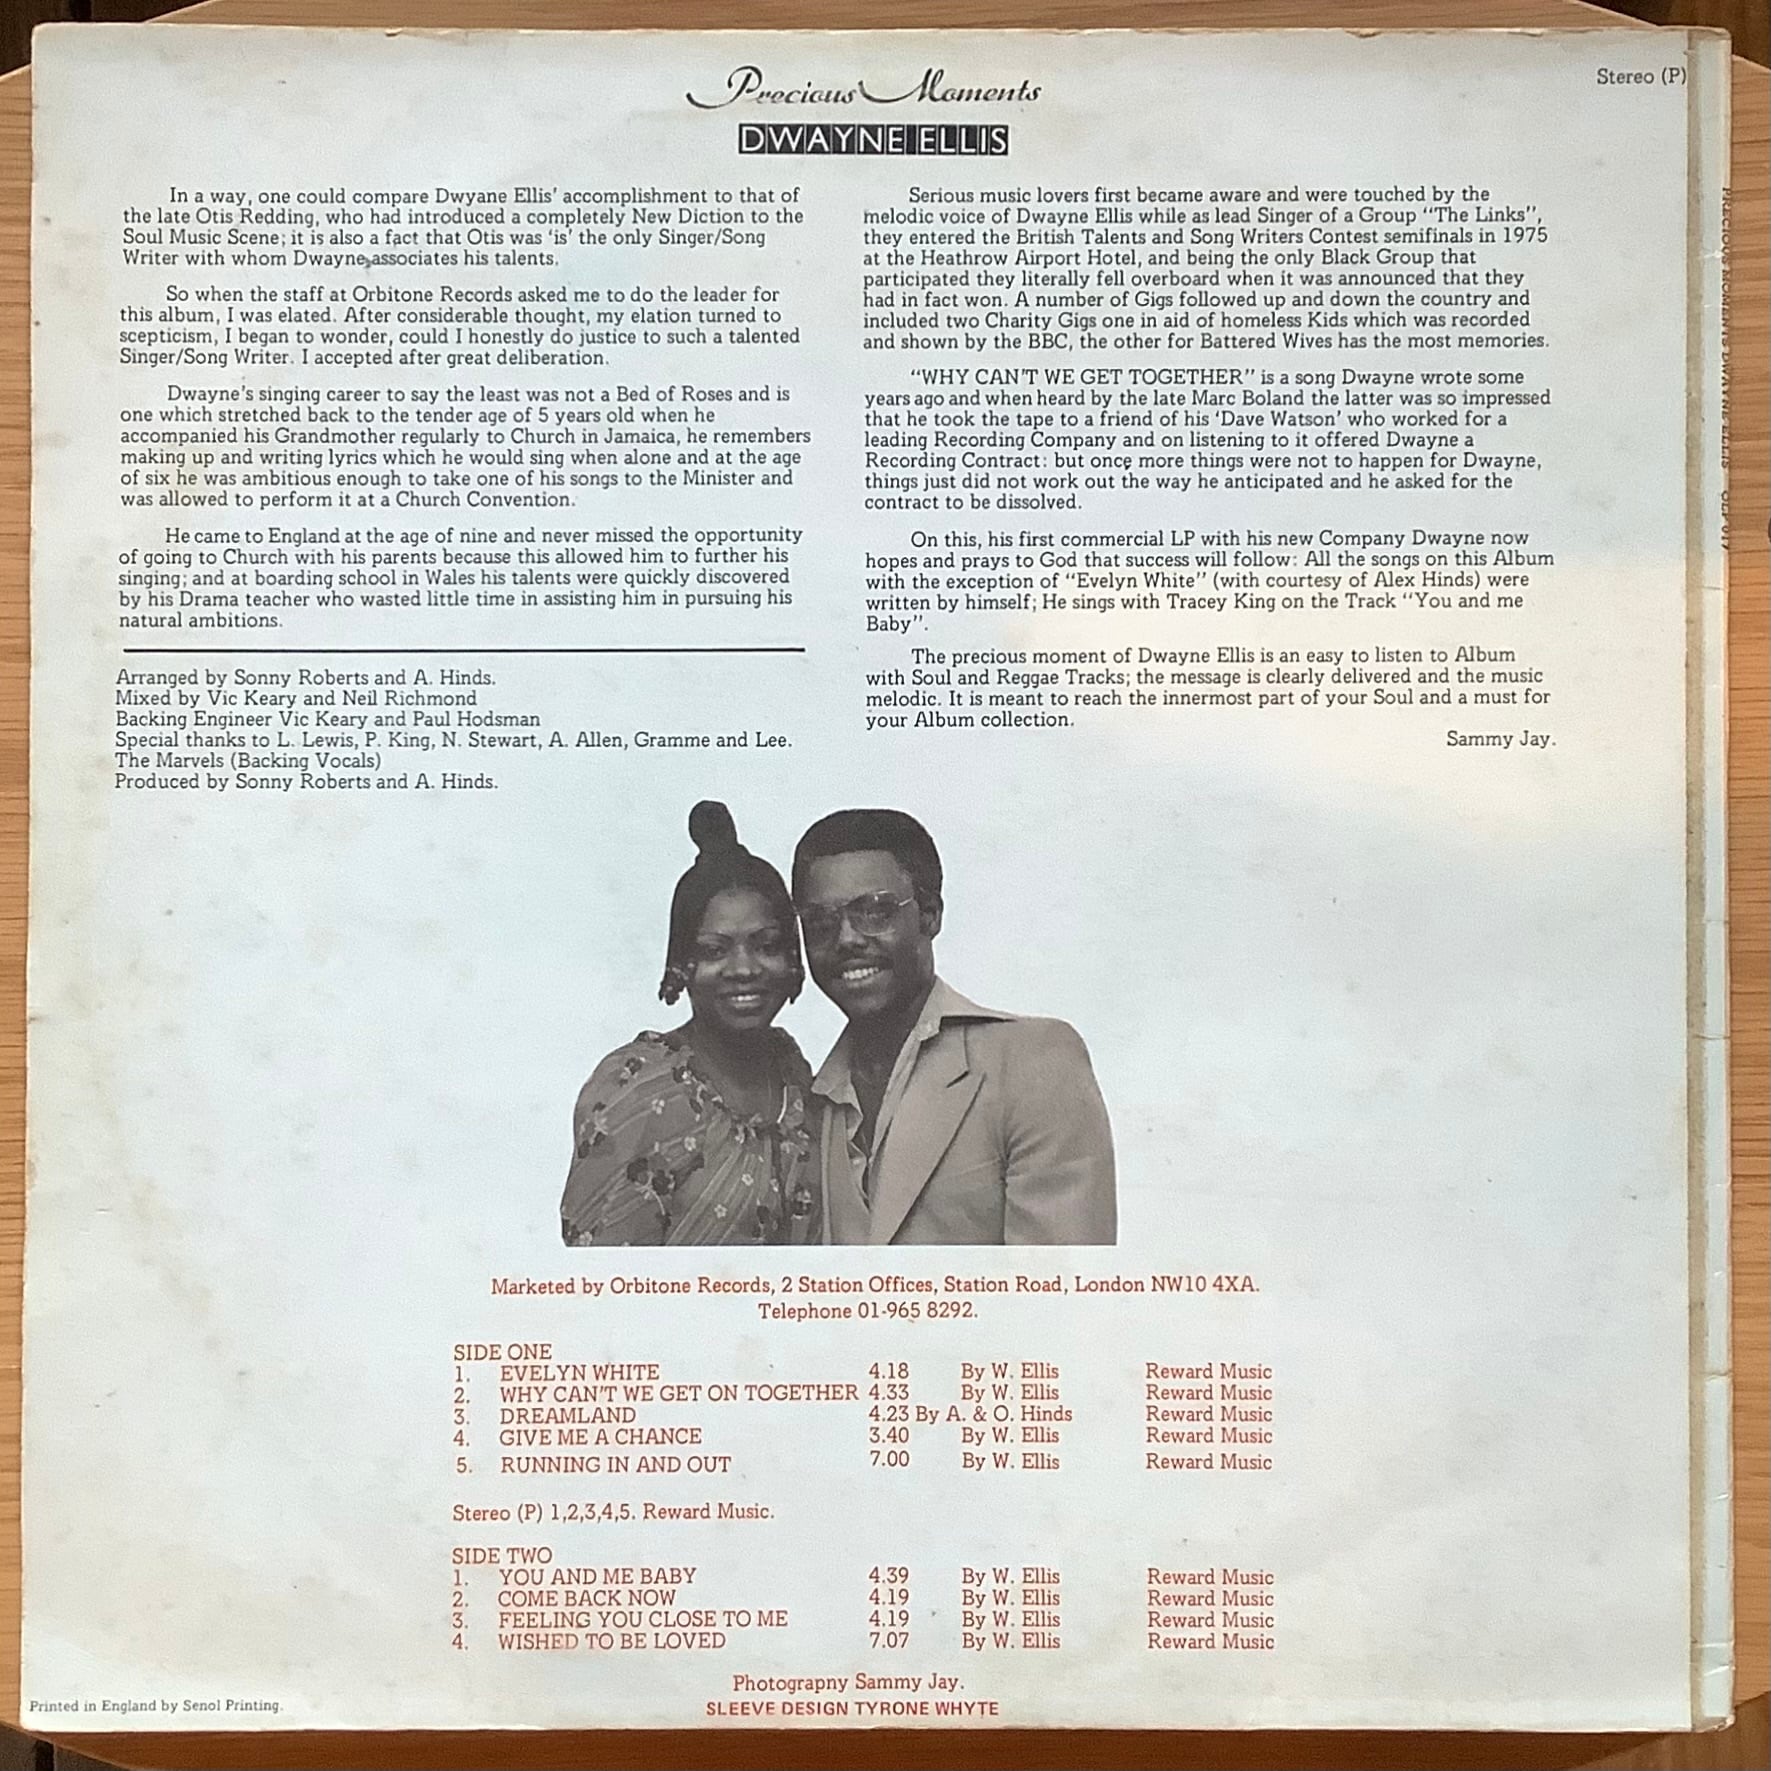 Precious Moments
DWAYNE ELLIS
Stereo (P)
In a way, one could compare Dwyane Ellis' accomplishment to that of
the late Otis Redding, who had introduced a completely New Diction to the
Soul Music Scene; it is also a fact that Otis was 'is' the only Singer/Song
Writer with whom Dwayne associates his talents.
So when the staff at Orbitone Records asked me to do the leader for
this album, I was elated. After considerable thought, my elation turned to
scepticism, I began to wonder, could I honestly do justice to such a talented
Singer/Song Writer. I accepted after great deliberation.
Dwayne's singing career to say the least was not a Bed of Roses and is
one which stretched back to the tender age of 5 years old when he
accompanied his Grandmother regularly to Church in Jamaica, he remembers
making up and writing lyrics which he would sing when alone and at the age
of six he was ambitious enough to take one of his songs to the Minister and
was allowed to perform it at a Church Convention.
He came to England at the age of nine and never missed the opportunity
of going to Church with his parents because this allowed him to further his
singing; and at boarding school in Wales his talents were quickly discovered
by his Drama teacher who wasted little time in assisting him in pursuing his
natural ambitions.
Arranged by Sonny Roberts and A. Hinds.
Mixed by Vic Keary and Neil Richmond
Backing Engineer Vic Keary and Paul Hodsman
Special thanks to L. Lewis, P. King, N. Stewart, A. Allen, Gramme and Lee.
The Marvels (Backing Vocals)
Produced by Sonny Roberts and A. Hinds.
Serious music lovers first became aware and were touched by the
melodic voice of Dwayne Ellis while as lead Singer of a Group "The Links",
they entered the British Talents and Song Writers Contest semifinals in 1975
at the Heathrow Airport Hotel, and being the only Black Group that
participated they literally fell overboard when it was announced that they
had in fact won. A number of Gigs followed up and down the country and
included two Charity Gigs one in aid of homeless Kids which was recorded
and shown by the BBC, the other for Battered Wives has the most memories.
"WHY CAN'T WE GET TOGETHER" is a song Dwayne wrote some
years ago and when heard by the late Marc Boland the latter was so impressed
that he took the tape to a friend of his 'Dave Watson' who worked for a
leading Recording Company and on listening to it offered Dwayne a
Recording Contract: but once more things were not to happen for Dwayne,
things just did not work out the way he anticipated and he asked for the
contract to be dissolved.
On this, his first commercial LP with his new Company Dwayne now
hopes and prays to God that success will follow: All the songs on this Album
with the exception of "Evelyn White" (with courtesy of Alex Hinds) were
written by himself; He sings with Tracey King on the Track "You and me
Baby".
The precious moment of Dwayne Ellis is an easy to listen to Album
with Soul and Reggae Tracks; the message is clearly delivered and the music
melodic. It is meant to reach the innermost part of your Soul and a must for
your Album collection.
Sammy Jay.
PRECIOUS MOMENTS DWAYNE ELLIS
Marketed by Orbitone Records, 2 Station Offices, Station Road, London NW10 4XA.
Telephone 01-965 8292.
SIDE ONE
1. EVELYN WHITE 4.18 By W. Ellis Reward Music
2. WHY CAN'T WE GET ON TOGETHER 4.33 By W. Ellis Reward Music
3. DREAMLAND 4.23 By A. & O. Hinds Reward Music
4. GIVE ME A CHANCE 3.40 By W. Ellis Reward Music
5. RUNNING IN AND OUT 7.00 By W. Ellis Reward Music
Stereo (P) 1,2,3,4,5. Reward Music.
SIDE TWO
1. YOU AND ME BABY 4.39 By W. Ellis Reward Music
2. COME BACK NOW 4.19 By W. Ellis Reward Music
3. FEELING YOU CLOSE TO ME 4.19 By W. Ellis Reward Music
4. WISHED TO BE LOVED 7.07 By W. Ellis Reward Music
Photograpny Sammy Jay.
SLEEVE DESIGN TYRONE WHYTE
Printed in England by Senol Printing.